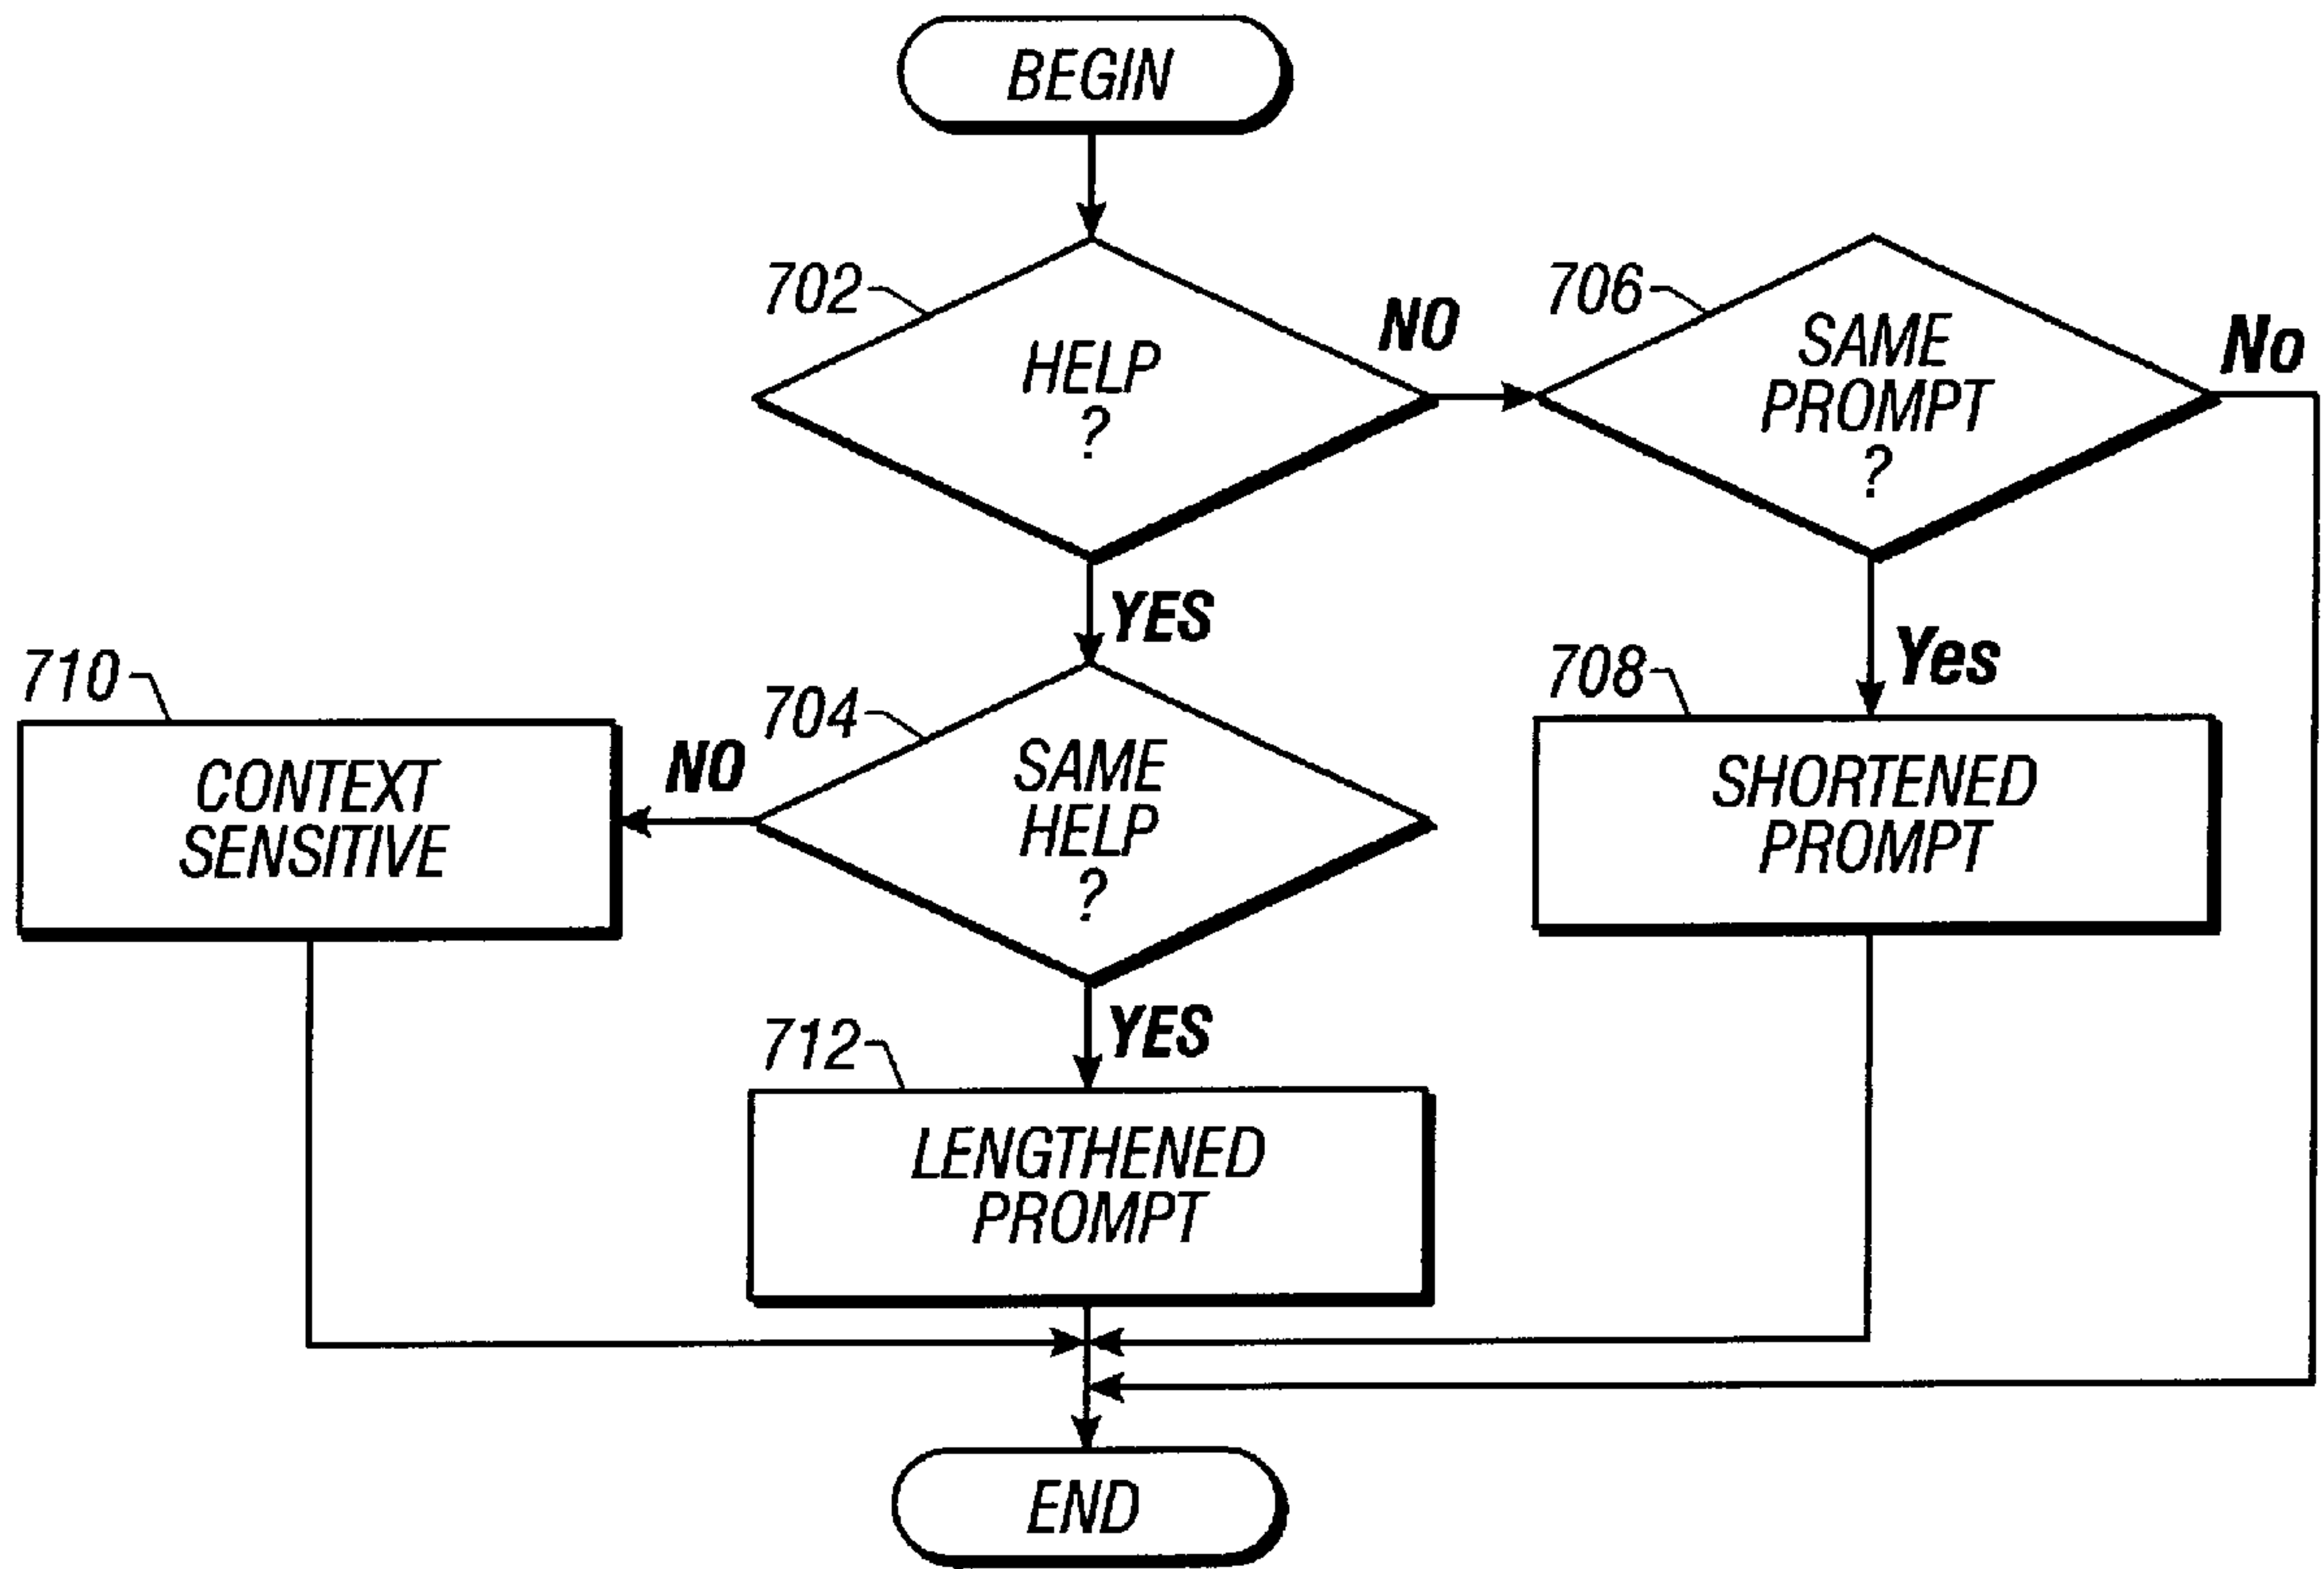 BEGIN
702
HELP
?
NO
706
SAME
PROMPT
?
No
YES
Yes
710
CONTEXT
SENSITIVE
NO
704
SAME
HELP
?
708
SHORTENED
PROMPT
YES
712
LENGTHENED
PROMPT
END